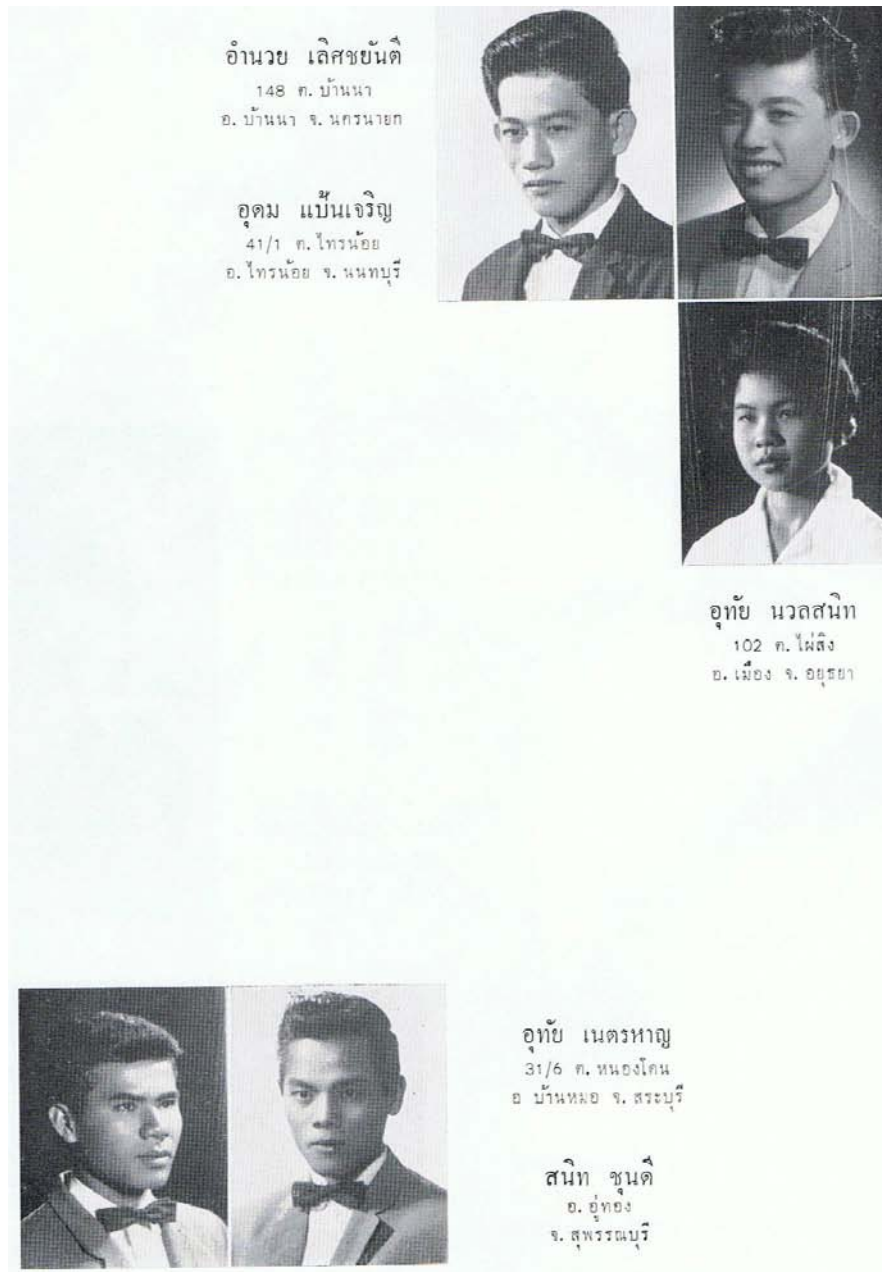 อำนวย เลิศชยันตี
148 ต. บ้านนา
อ. บ้านนา จ. นครนายก
อุดม แป้นเจริญ
41/1 ต. ไทรน้อย
อ. ไทรน้อย จ. นนทบุรี
อุทัย นวลสนิท
102 ต. ไผ่ลิง
อ. เมือง จ. อยุธยา
อุทัย เนตรหาญ
31/6 ต. หนองโดน
อ บ้านหมอ จ. สระบุรี
สนิท ชุนดี
อ. อู่ทอง
จ. สุพรรณบุรี